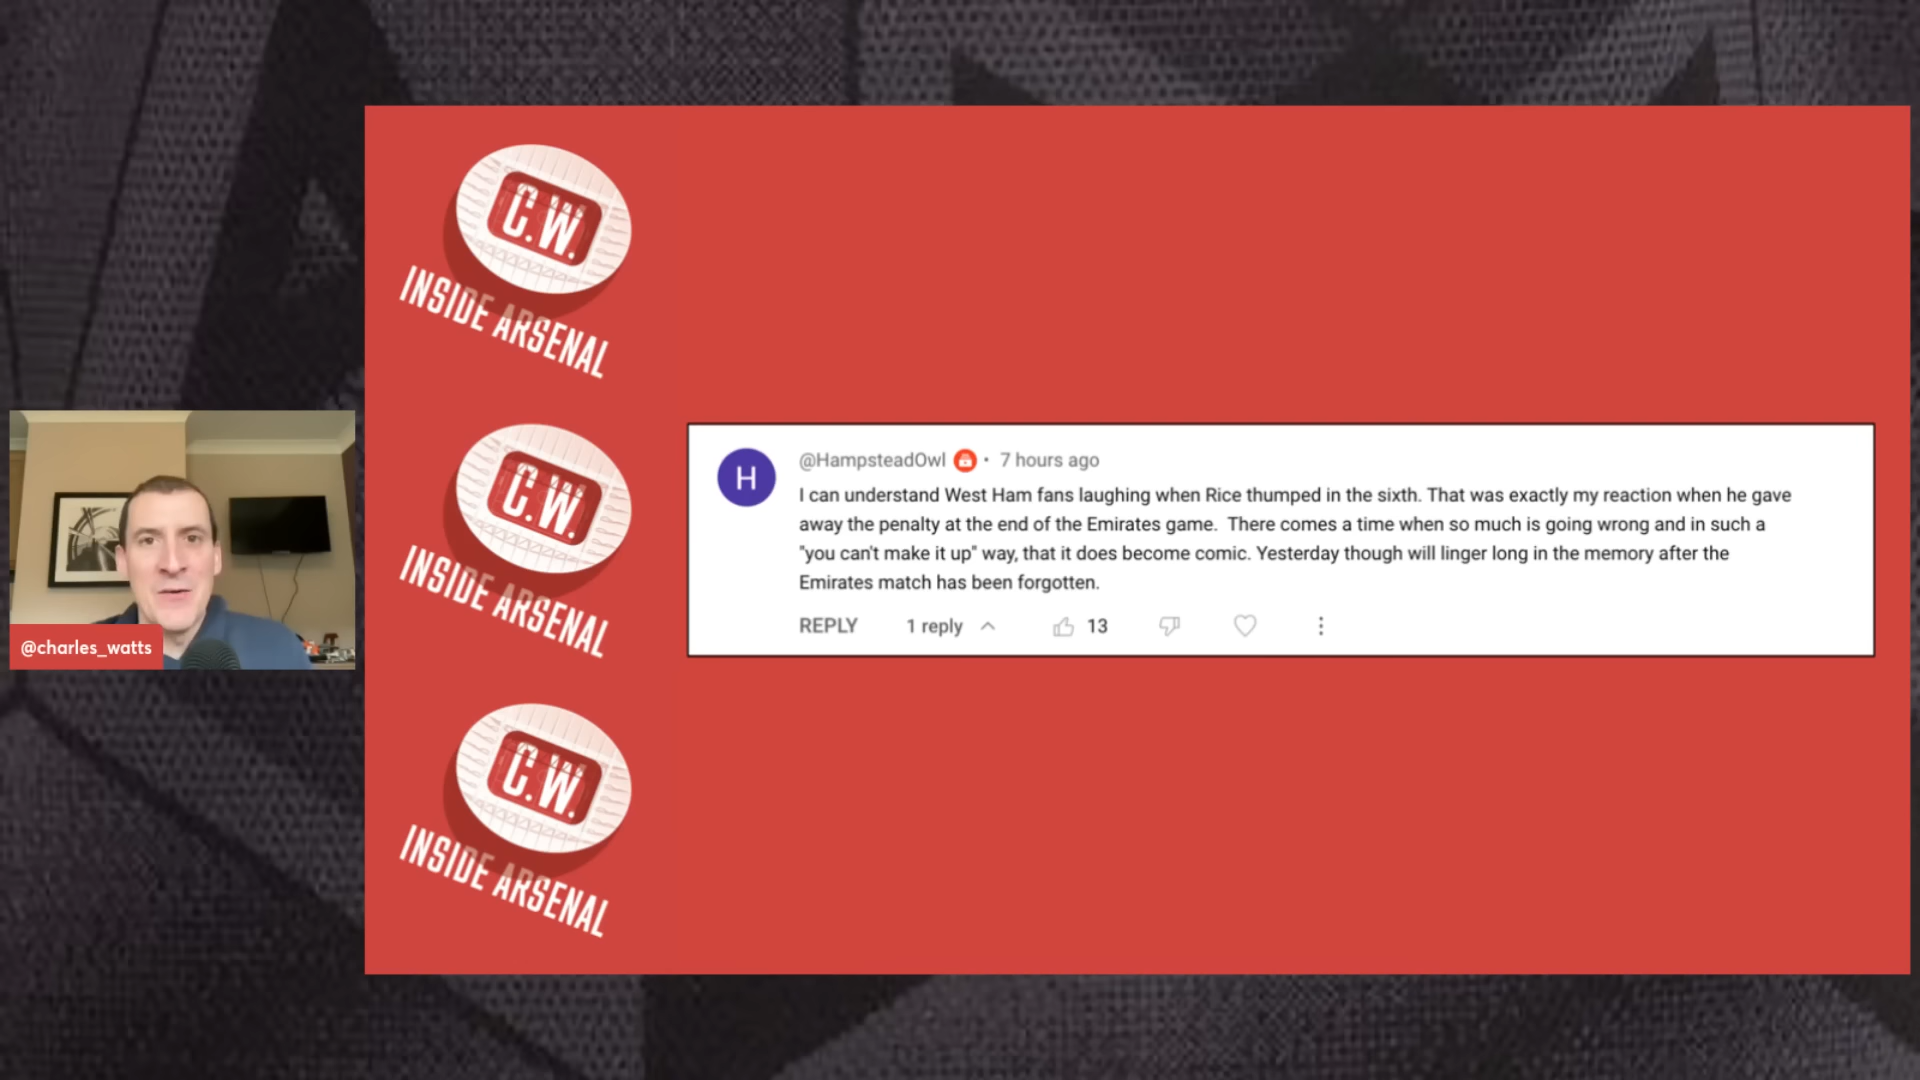 C.W.
INSIDE ARSENAL
C.W.
INSIDE ARSENAL
C.W.
INSIDE ARSENAL
@charles_watts
H
@HampsteadOwl • 7 hours ago
I can understand West Ham fans laughing when Rice thumped in the sixth. That was exactly my reaction when he gave
away the penalty at the end of the Emirates game.  There comes a time when so much is going wrong and in such a
"you can't make it up" way, that it does become comic. Yesterday though will linger long in the memory after the
Emirates match has been forgotten.
REPLY 1 reply 13